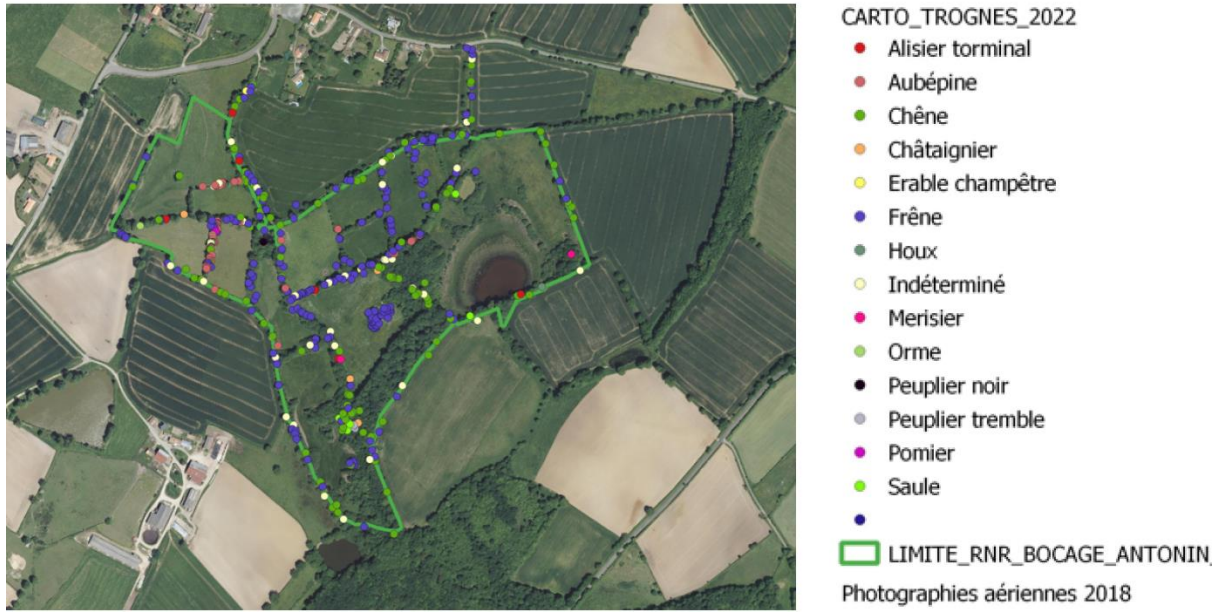 CARTO_TROGNES_2022
Alisier torminal
Aubépine
Chêne
Châtaignier
Erable champêtre
Frêne
Houx
Indéterminé
Merisier
Orme
Peuplier noir
Peuplier tremble
Pomier
Saule
LIMITE_RNR_BOCAGE_ANTONIN_
Photographies aériennes 2018